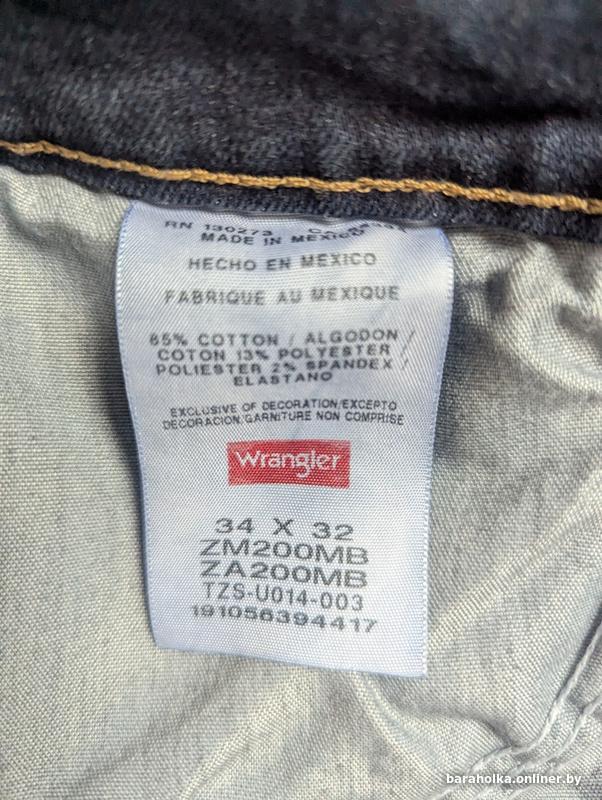 RN 130273
MADE IN MEXICO
HECHO EN MEXICO
FABRIQUE AU MEXIQUE
85% COTTON / ALGODON /
COTON 13% POLYESTER /
POLIESTER 2% SPANDEX /
ELASTANO
EXCLUSIVE OF DECORATION/EXCEPTO
DECORACION/GARNITURE NON COMPRISE
Wrangler
34 X 32
ZM200MB
ZA200MB
TZS-U014-003
191056394417
baraholka.onliner.by